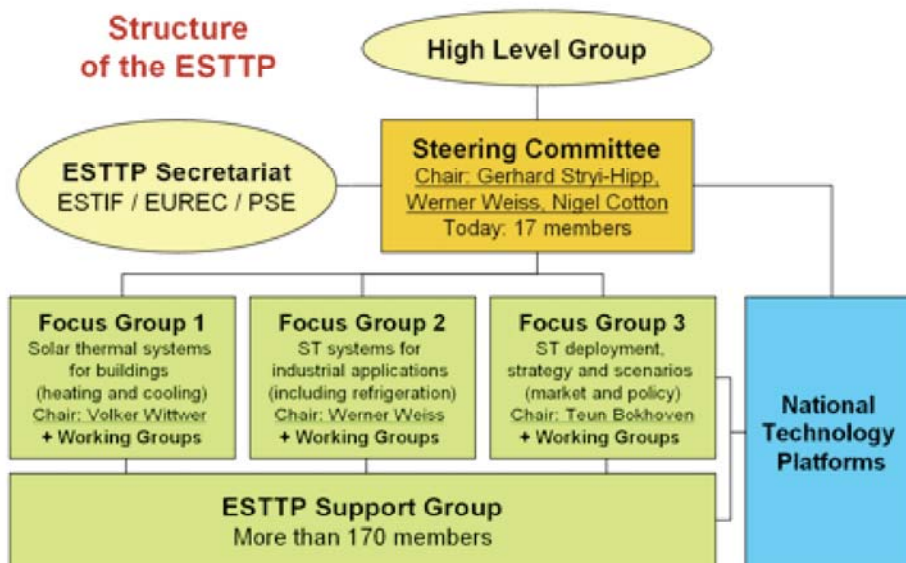 Structure
of the ESTTP
High Level Group
ESTTP Secretariat
ESTIF / EUREC / PSE
Steering Committee
Chair: Gerhard Stryi-Hipp,
Werner Weiss, Nigel Cotton
Today: 17 members
Focus Group 1
Solar thermal systems
for buildings
(heating and cooling)
Chair: Volker Wittwer
+ Working Groups
Focus Group 2
ST systems for
industrial applications
(including refrigeration)
Chair: Werner Weiss
+ Working Groups
Focus Group 3
ST deployment,
strategy and scenarios
(market and policy)
Chair: Teun Bokhoven
+ Working Groups
National
Technology
Platforms
ESTTP Support Group
More than 170 members